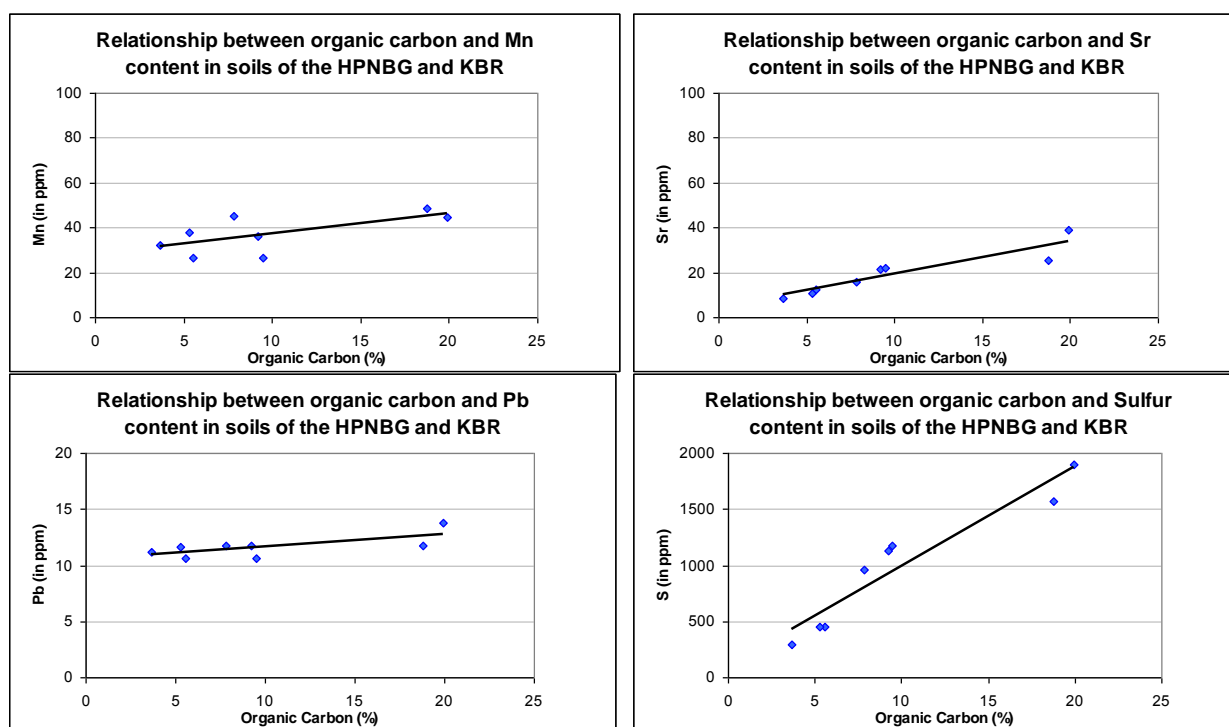 Relationship between organic carbon and Mn
content in soils of the HPNBG and KBR
100
80
60
40
20
0
Mn (in ppm)
0 5 10 15 20 25
Organic Carbon (%)
Relationship between organic carbon and Sr
content in soils of the HPNBG and KBR
100
80
60
40
20
0
Sr (in ppm)
0 5 10 15 20 25
Organic Carbon (%)
Relationship between organic carbon and Pb
content in soils of the HPNBG and KBR
20
15
10
5
0
Pb (in ppm)
0 5 10 15 20 25
Organic Carbon (%)
Relationship between organic carbon and Sulfur
content in soils of the HPNBG and KBR
2000
1500
1000
500
0
S (in ppm)
0 5 10 15 20 25
Organic Carbon (%)